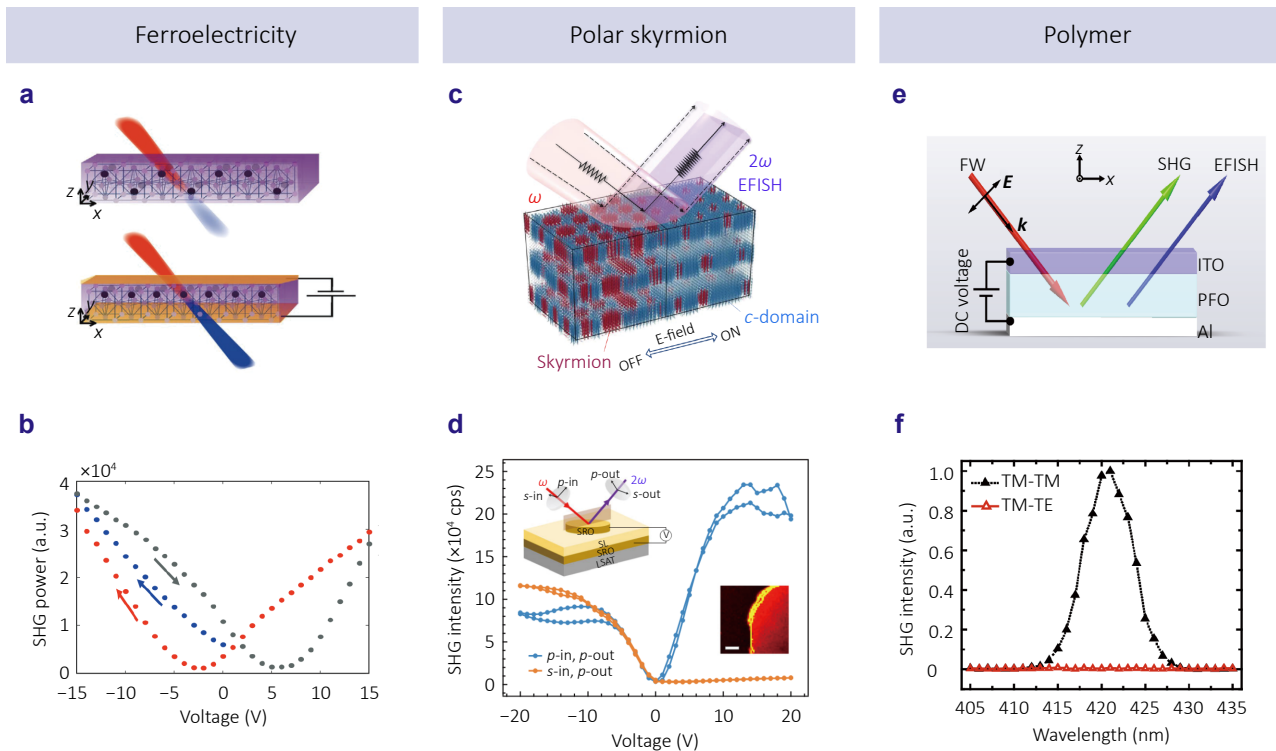 Ferroelectricity
Polar skyrmion
Polymer
a
z
y
x
z
y
x
b
×10⁴
SHG power (a.u.)
4
3
2
1
0
−15
−10
−5
0
5
10
15
Voltage (V)
c
2ω
EFISH
ω
c-domain
E-field
Skyrmion
OFF
ON
d
SHG intensity (×10⁴ cps)
25
20
15
10
5
0
−20
−10
0
10
20
Voltage (V)
ω
p-in
s-in
p-out
2ω
s-out
SRO
V
SL
SRO
LSAT
p-in, p-out
s-in, p-out
e
FW
E
k
z
x
SHG
EFISH
DC voltage
ITO
PFO
Al
f
SHG intensity (a.u.)
1.0
0.8
0.6
0.4
0.2
0
TM-TM
TM-TE
405
410
415
420
425
430
435
Wavelength (nm)